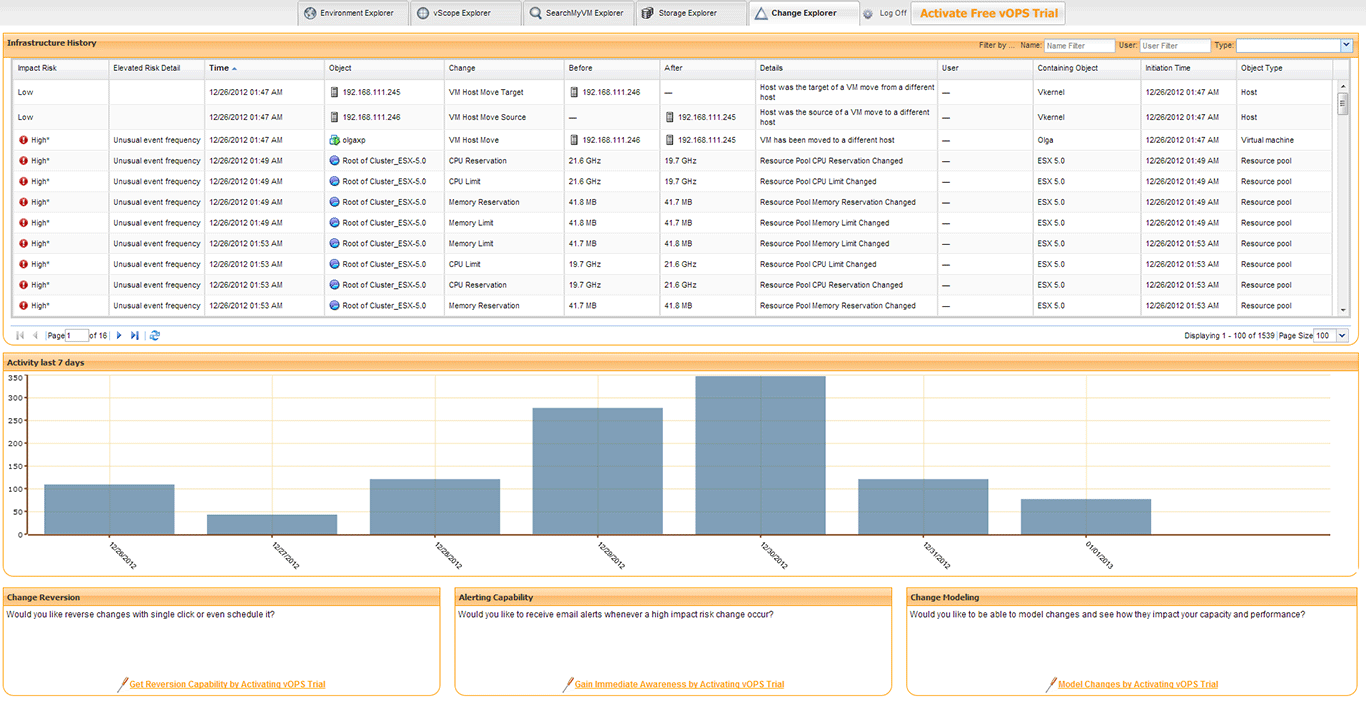 Environment Explorer vScope Explorer SearchMyVM Explorer Storage Explorer Change Explorer Log Off Activate Free vOPS Trial
Infrastructure History Filter by ... Name: Name Filter User: User Filter Type:
Impact Risk Elevated Risk Detail Time Object Change Before After Details User Containing Object Initiation Time Object Type
Low 12/26/2012 01:47 AM 192.168.111.245 VM Host Move Target 192.168.111.246 — Host was the target of a VM move from a different host — Vkernel 12/26/2012 01:47 AM Host
Low 12/26/2012 01:47 AM 192.168.111.246 VM Host Move Source — 192.168.111.245 Host was the source of a VM move to a different host — Vkernel 12/26/2012 01:47 AM Host
High* Unusual event frequency 12/26/2012 01:47 AM olgaxp VM Host Move 192.168.111.246 192.168.111.245 VM has been moved to a different host — Olga 12/26/2012 01:47 AM Virtual machine
High* Unusual event frequency 12/26/2012 01:49 AM Root of Cluster_ESX-5.0 CPU Reservation 21.6 GHz 19.7 GHz Resource Pool CPU Reservation Changed — ESX 5.0 12/26/2012 01:49 AM Resource pool
High* Unusual event frequency 12/26/2012 01:49 AM Root of Cluster_ESX-5.0 CPU Limit 21.6 GHz 19.7 GHz Resource Pool CPU Limit Changed — ESX 5.0 12/26/2012 01:49 AM Resource pool
High* Unusual event frequency 12/26/2012 01:49 AM Root of Cluster_ESX-5.0 Memory Reservation 41.8 MB 41.7 MB Resource Pool Memory Reservation Changed — ESX 5.0 12/26/2012 01:49 AM Resource pool
High* Unusual event frequency 12/26/2012 01:49 AM Root of Cluster_ESX-5.0 Memory Limit 41.8 MB 41.7 MB Resource Pool Memory Limit Changed — ESX 5.0 12/26/2012 01:49 AM Resource pool
High* Unusual event frequency 12/26/2012 01:53 AM Root of Cluster_ESX-5.0 Memory Limit 41.7 MB 41.8 MB Resource Pool Memory Limit Changed — ESX 5.0 12/26/2012 01:53 AM Resource pool
High* Unusual event frequency 12/26/2012 01:53 AM Root of Cluster_ESX-5.0 CPU Limit 19.7 GHz 21.6 GHz Resource Pool CPU Limit Changed — ESX 5.0 12/26/2012 01:53 AM Resource pool
High* Unusual event frequency 12/26/2012 01:53 AM Root of Cluster_ESX-5.0 CPU Reservation 19.7 GHz 21.6 GHz Resource Pool CPU Reservation Changed — ESX 5.0 12/26/2012 01:53 AM Resource pool
High* Unusual event frequency 12/26/2012 01:53 AM Root of Cluster_ESX-5.0 Memory Reservation 41.7 MB 41.8 MB Resource Pool Memory Reservation Changed — ESX 5.0 12/26/2012 01:53 AM Resource pool
Page 1 of 16 Displaying 1 - 100 of 1539 Page Size 100
Activity last 7 days
350
300
250
200
150
100
50
0
12/26/2012 12/27/2012 12/28/2012 12/29/2012 12/30/2012 12/31/2012 01/01/2013
Change Reversion Alerting Capability Change Modeling
Would you like reverse changes with single click or even schedule it? Would you like to receive email alerts whenever a high impact risk change occur? Would you like to be able to model changes and see how they impact your capacity and performance?
Get Reversion Capability by Activating vOPS Trial Gain Immediate Awareness by Activating vOPS Trial Model Changes by Activating vOPS Trial